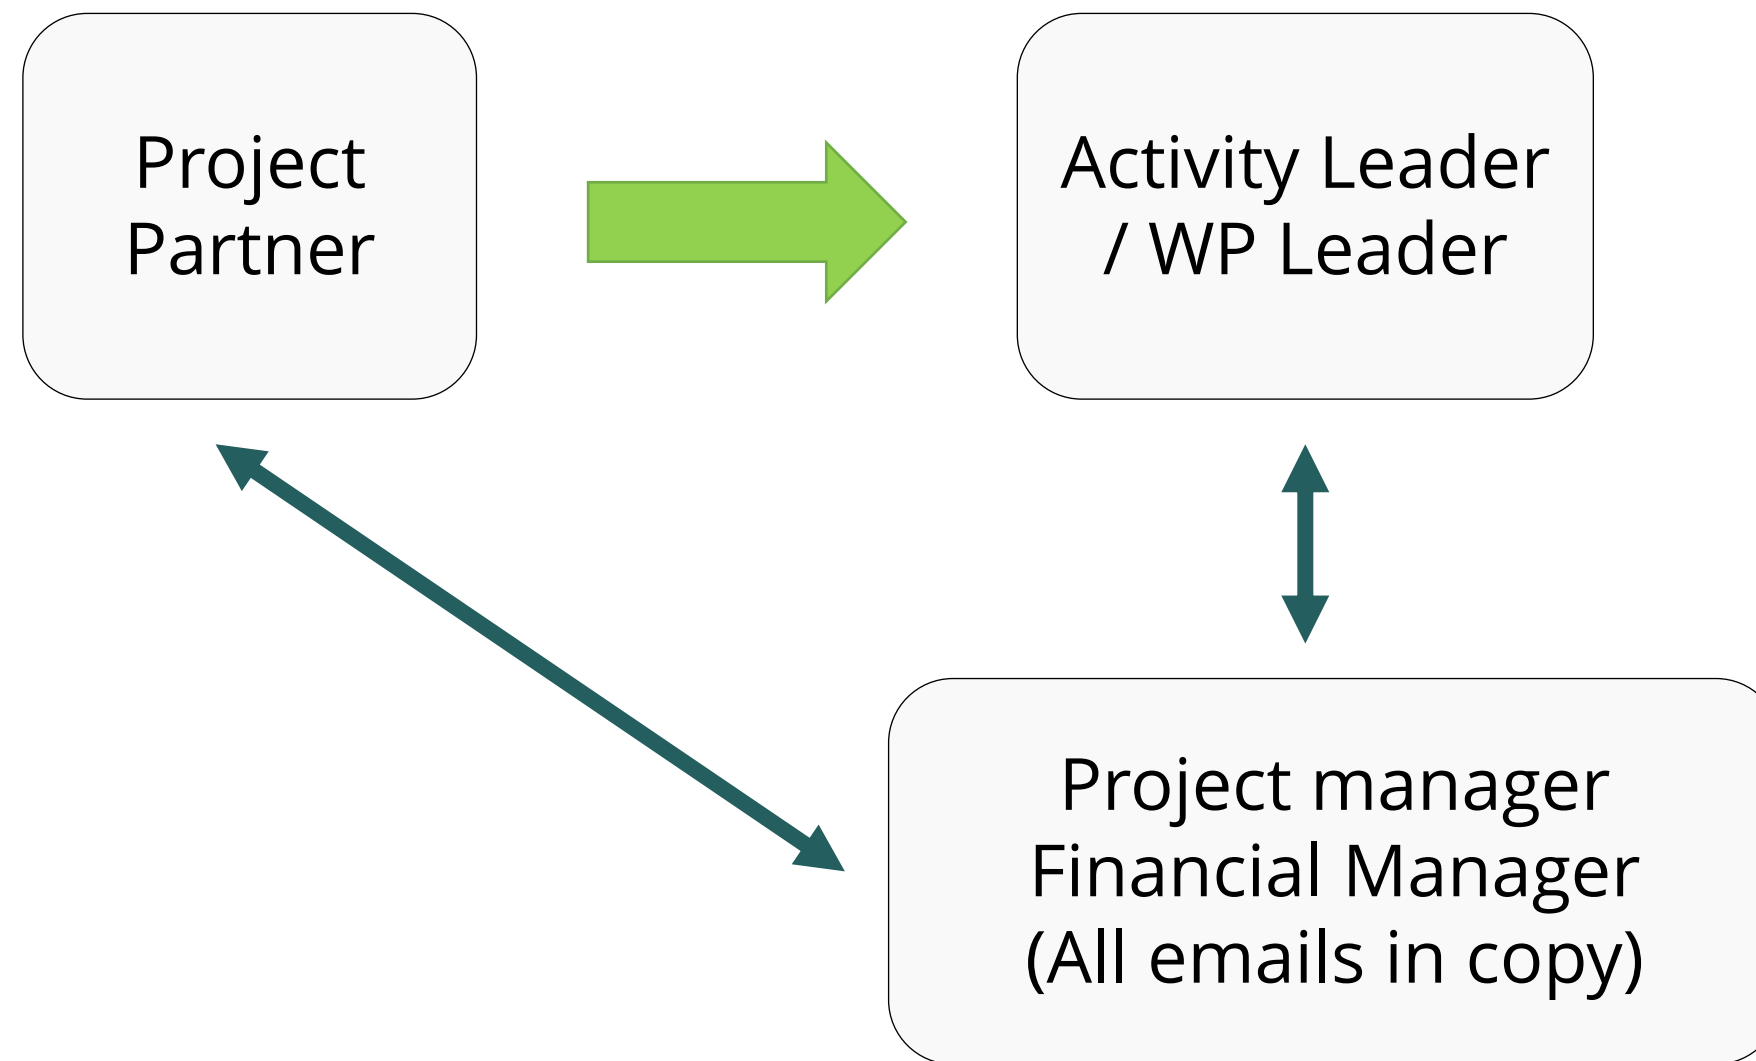 Project
Partner
Activity Leader
/ WP Leader
Project manager
Financial Manager
(All emails in copy)